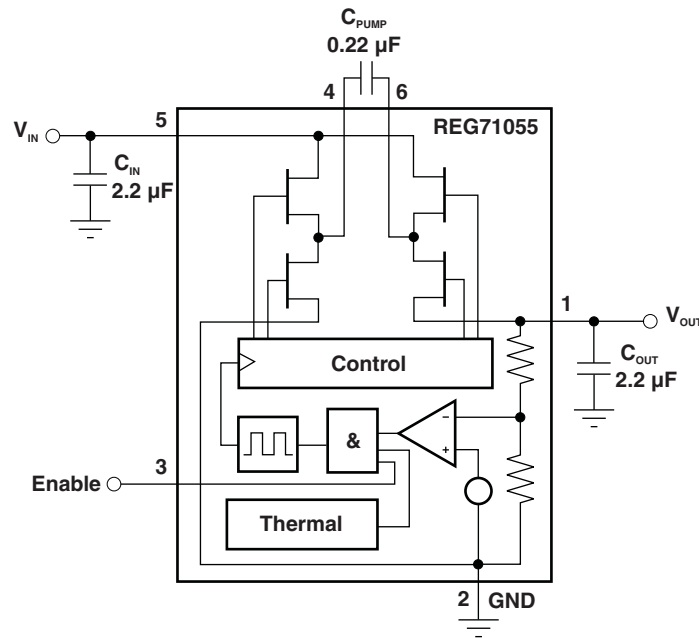 CPUMP
0.22 µF
4
6
5
REG71055
VIN
CIN
2.2 µF
1
VOUT
Control
COUT
2.2 µF
&
−
+
3
Enable
Thermal
2
GND